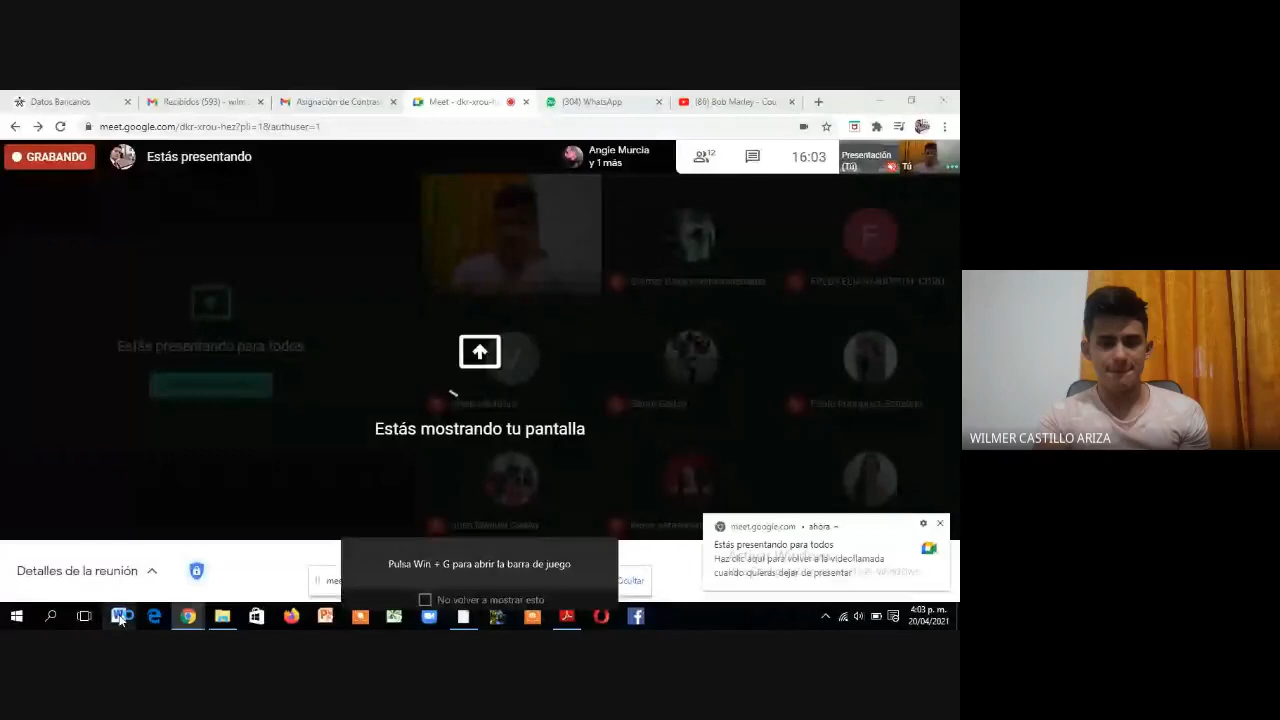 Datos Bancarios
Recibidos (593) - wilm
Asignación de Contras
Meet - dkr-xrou-h
(304) WhatsApp
(86) Bob Marley - Cou
meet.google.com/dkr-xrou-hez?pli=1&authuser=1
GRABANDO
Estás presentando
Angie Murcia
y 1 más
12
16:03
Presentación
(Tú)
Tú
F
Estás presentando para todos
Estás mostrando tu pantalla
WILMER CASTILLO ARIZA
meet.google.com • ahora
Estás presentando para todos
Haz clic aquí para volver a la videollamada
cuando quieras dejar de presentar
Detalles de la reunión
mee
Pulsa Win + G para abrir la barra de juego
Ocultar
No volver a mostrar esto
4:03 p. m.
20/04/2021